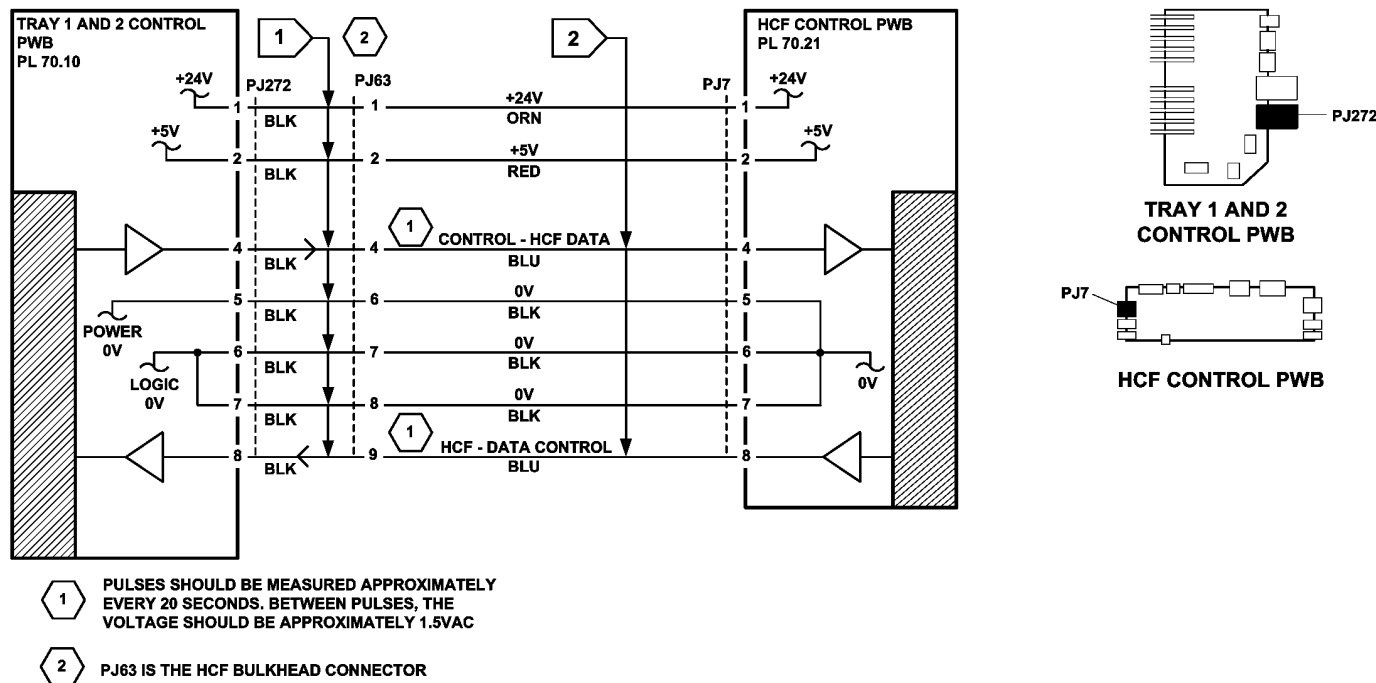 TRAY 1 AND 2 CONTROL
PWB
PL 70.10
HCF CONTROL PWB
PL 70.21
1
2
2
+24V
PJ272
PJ63
PJ7
+24V
1
BLK
1
+24V
ORN
1
+5V
+5V
2
BLK
2
+5V
RED
2
1
4
BLK
4
CONTROL - HCF DATA
BLU
4
5
BLK
6
0V
BLK
5
POWER
0V
6
BLK
7
0V
BLK
6
LOGIC
0V
0V
7
BLK
8
0V
BLK
7
1
8
BLK
9
HCF - DATA CONTROL
BLU
8
PJ272
TRAY 1 AND 2
CONTROL PWB
PJ7
HCF CONTROL PWB
1
PULSES SHOULD BE MEASURED APPROXIMATELY
EVERY 20 SECONDS. BETWEEN PULSES, THE
VOLTAGE SHOULD BE APPROXIMATELY 1.5VAC
2
PJ63 IS THE HCF BULKHEAD CONNECTOR